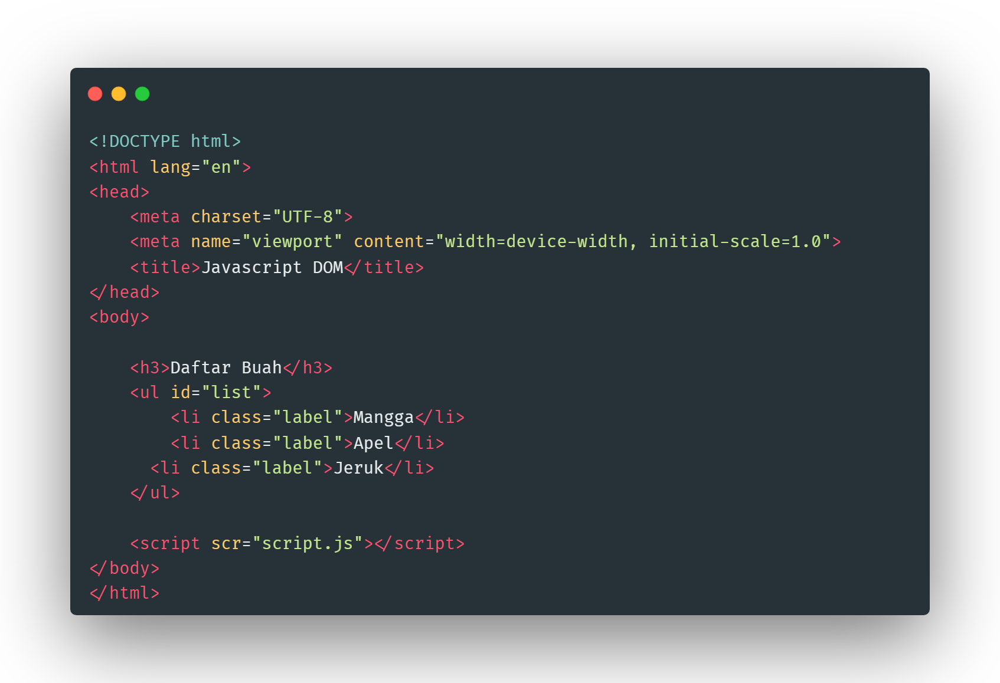 <!DOCTYPE html>
<html lang="en">
<head>
    <meta charset="UTF-8">
    <meta name="viewport" content="width=device-width, initial-scale=1.0">
    <title>Javascript DOM</title>
</head>
<body>

    <h3>Daftar Buah</h3>
    <ul id="list">
        <li class="label">Mangga</li>
        <li class="label">Apel</li>
      <li class="label">Jeruk</li>
    </ul>

    <script scr="script.js"></script>
</body>
</html>